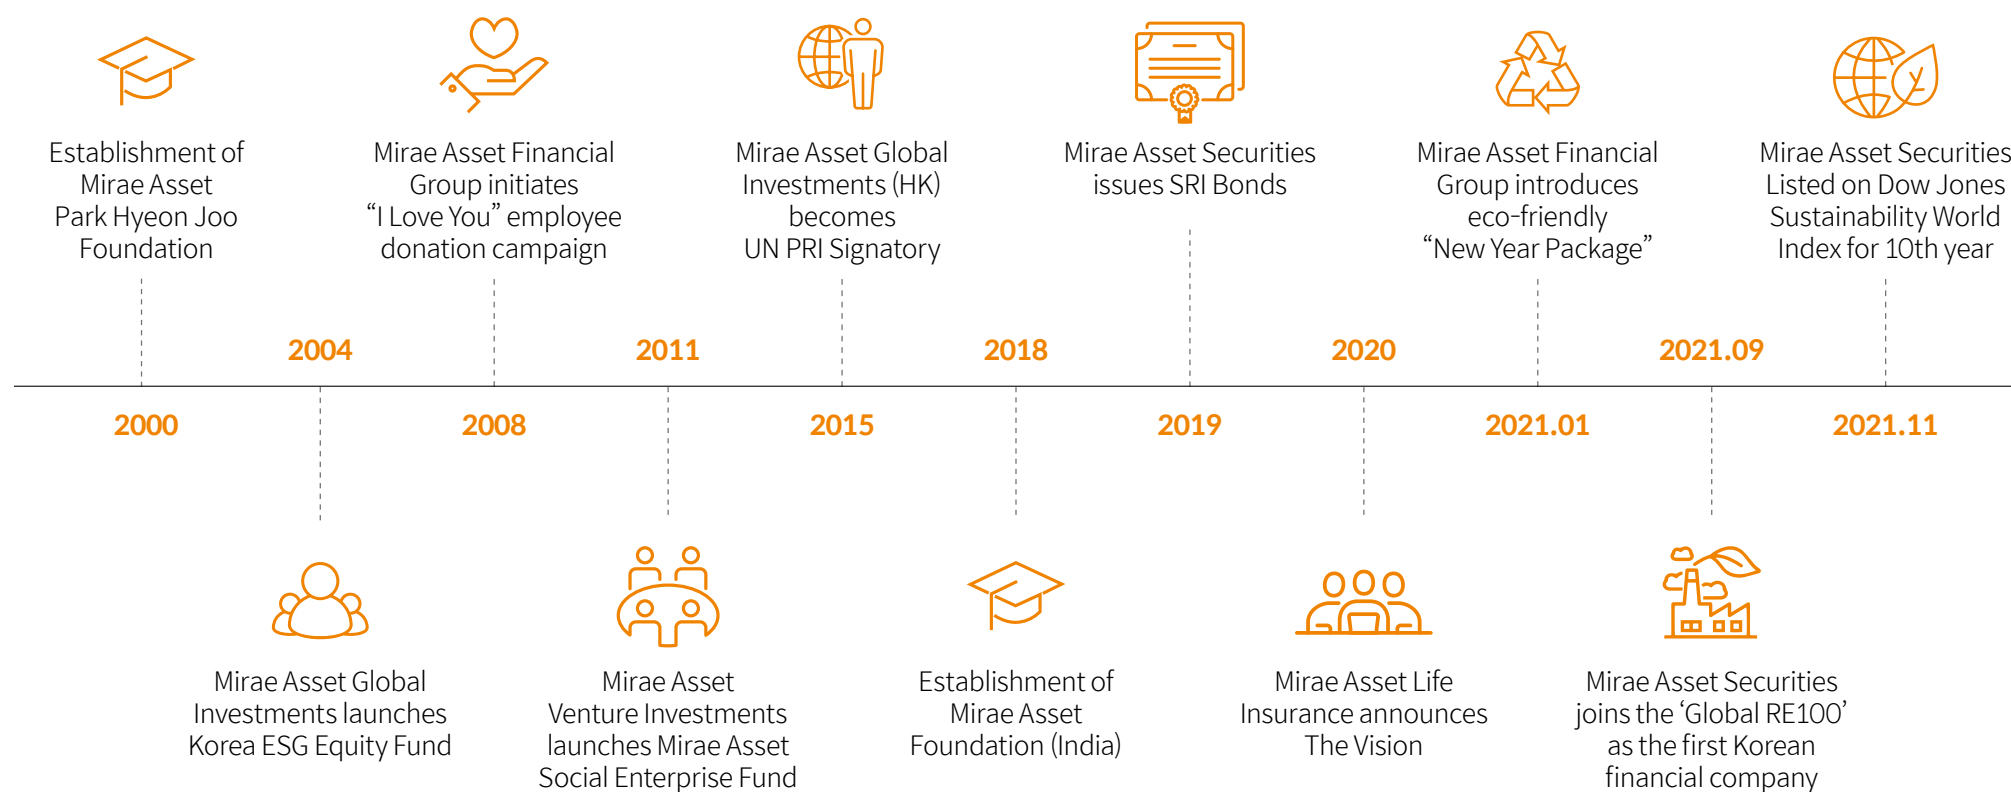 Establishment of
Mirae Asset
Park Hyeon Joo
Foundation
Mirae Asset Financial
Group initiates
“I Love You” employee
donation campaign
Mirae Asset Global
Investments (HK)
becomes
UN PRI Signatory
Mirae Asset Securities
issues SRI Bonds
Mirae Asset Financial
Group introduces
eco-friendly
“New Year Package”
Mirae Asset Securities
Listed on Dow Jones
Sustainability World
Index for 10th year
2004
2011
2018
2020
2021.09
2000
2008
2015
2019
2021.01
2021.11
Mirae Asset Global
Investments launches
Korea ESG Equity Fund
Mirae Asset
Venture Investments
launches Mirae Asset
Social Enterprise Fund
Establishment of
Mirae Asset
Foundation (India)
Mirae Asset Life
Insurance announces
The Vision
Mirae Asset Securities
joins the ‘Global RE100’
as the first Korean
financial company